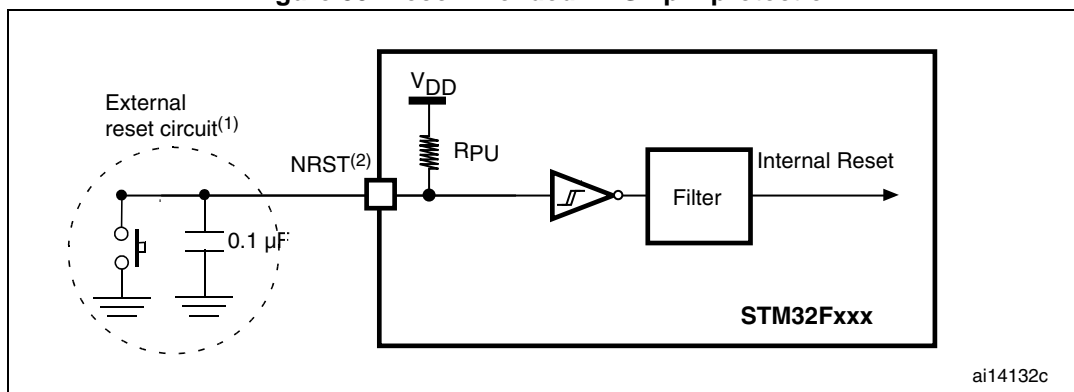 External
reset circuit(1)
VDD
RPU
NRST(2)
Internal Reset
Filter
0.1 µF
STM32Fxxx
ai14132c